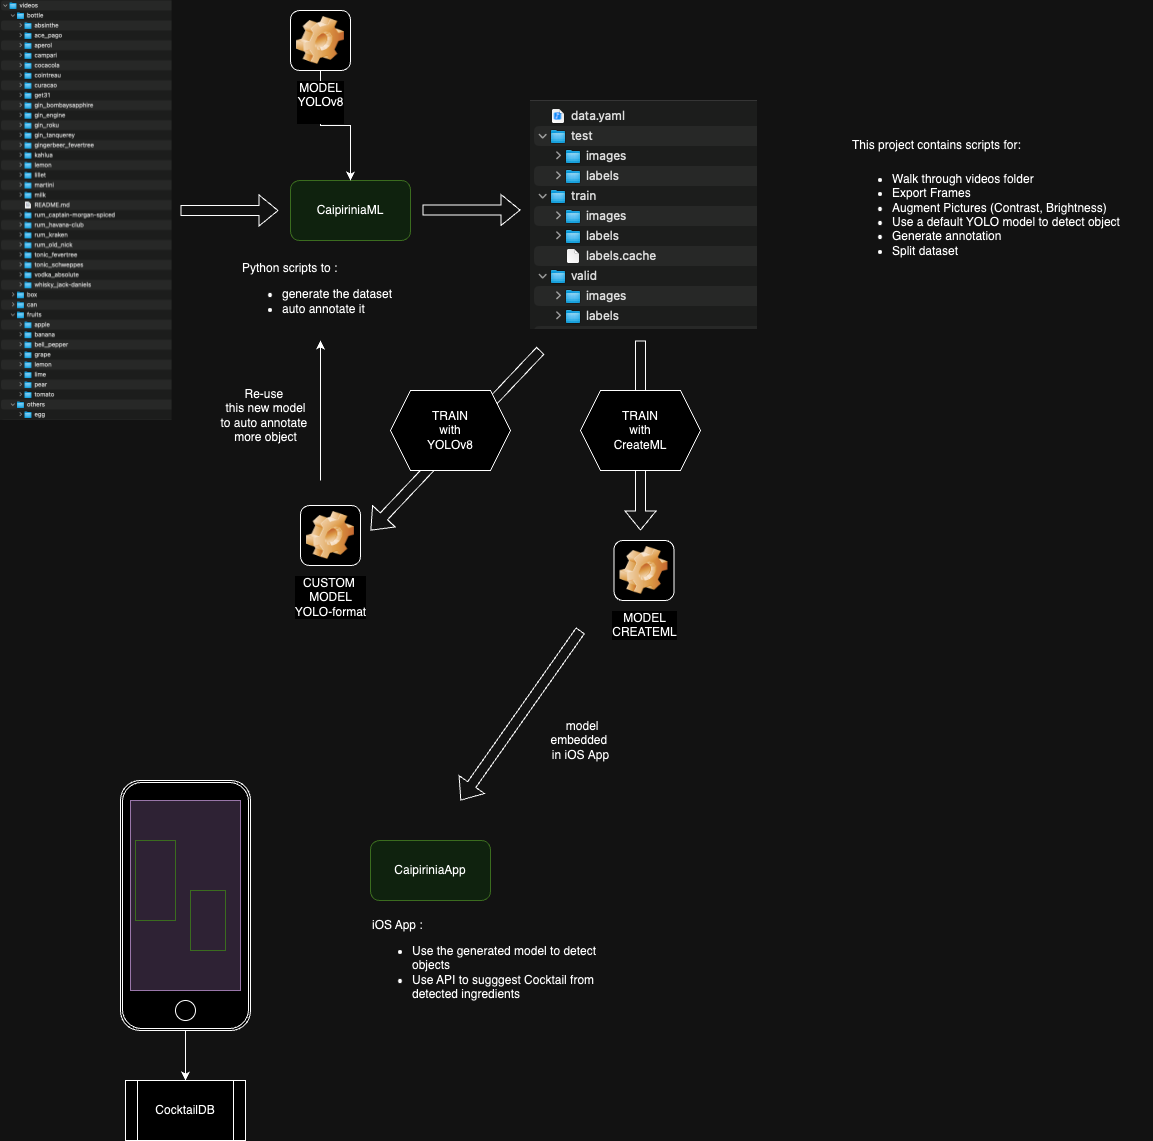 videos
bottle
absinthe
ace_pago
aperol
campari
cocacola
cointreau
curacao
get31
gin_bombaysapphire
gin_engine
gin_roku
gin_tanquerey
gingerbeer_fevertree
kahlua
lemon
lillet
martini
milk
README.md
rum_captain-morgan-spiced
rum_havana-club
rum_kraken
rum_old_nick
tonic_fevertree
tonic_schweppes
vodka_absolute
whisky_jack-daniels
box
can
fruits
apple
banana
bell_pepper
grape
lemon
lime
pear
tomato
others
egg
MODEL
YOLOv8
CaipiriniaML
Python scripts to :
generate the dataset
auto annotate it
data.yaml
test
images
labels
train
images
labels
labels.cache
valid
images
labels
This project contains scripts for:
Walk through videos folder
Export Frames
Augment Pictures (Contrast, Brightness)
Use a default YOLO model to detect object
Generate annotation
Split dataset
Re-use
this new model
to auto annotate
more object
TRAIN
with
YOLOv8
TRAIN
with
CreateML
CUSTOM
MODEL
YOLO-format
MODEL
CREATEML
model
embedded
in iOS App
CaipiriniaApp
iOS App :
Use the generated model to detect
objects
Use API to sugggest Cocktail from
detected ingredients
CocktailDB